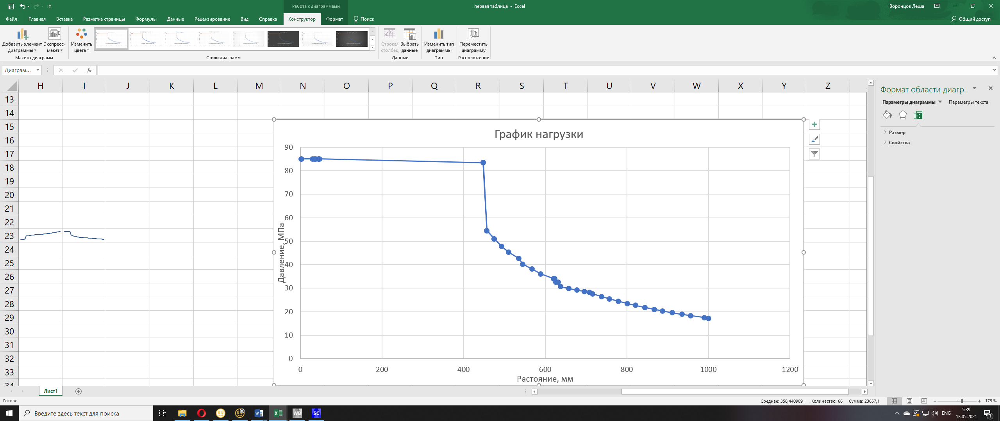 Работа с диаграммами
первая таблица - Excel
Воронцов Леша
Файл Главная Вставка Разметка страницы Формулы Данные Рецензирование Вид Справка Конструктор Формат Поиск
Общий доступ
Добавить элемент диаграммы
Экспресс-макет
Изменить цвета
Строка/столбец
Выбрать данные
Изменить тип диаграммы
Переместить диаграмму
Макеты диаграмм
Стили диаграмм
Данные
Тип
Расположение
Диаграм...
fx
H I J K L M N O P Q R S T U V W X Y Z
13
14
15
16
17
18
19
20
21
22
23
24
25
26
27
28
29
30
31
32
33
34
График нагрузки
90
80
70
60
50
40
30
20
10
0
Давление, МПа
0 200 400 600 800 1000 1200
Растояние, мм
Формат области диагр..
Параметры диаграммы Параметры текста
Размер
Свойства
Лист1
Готово
Среднее: 358,4409091 Количество: 66 Сумма: 23657,1
175 %
Введите здесь текст для поиска
W
X
WB
SC
ENG
5:39
13.05.2021
1